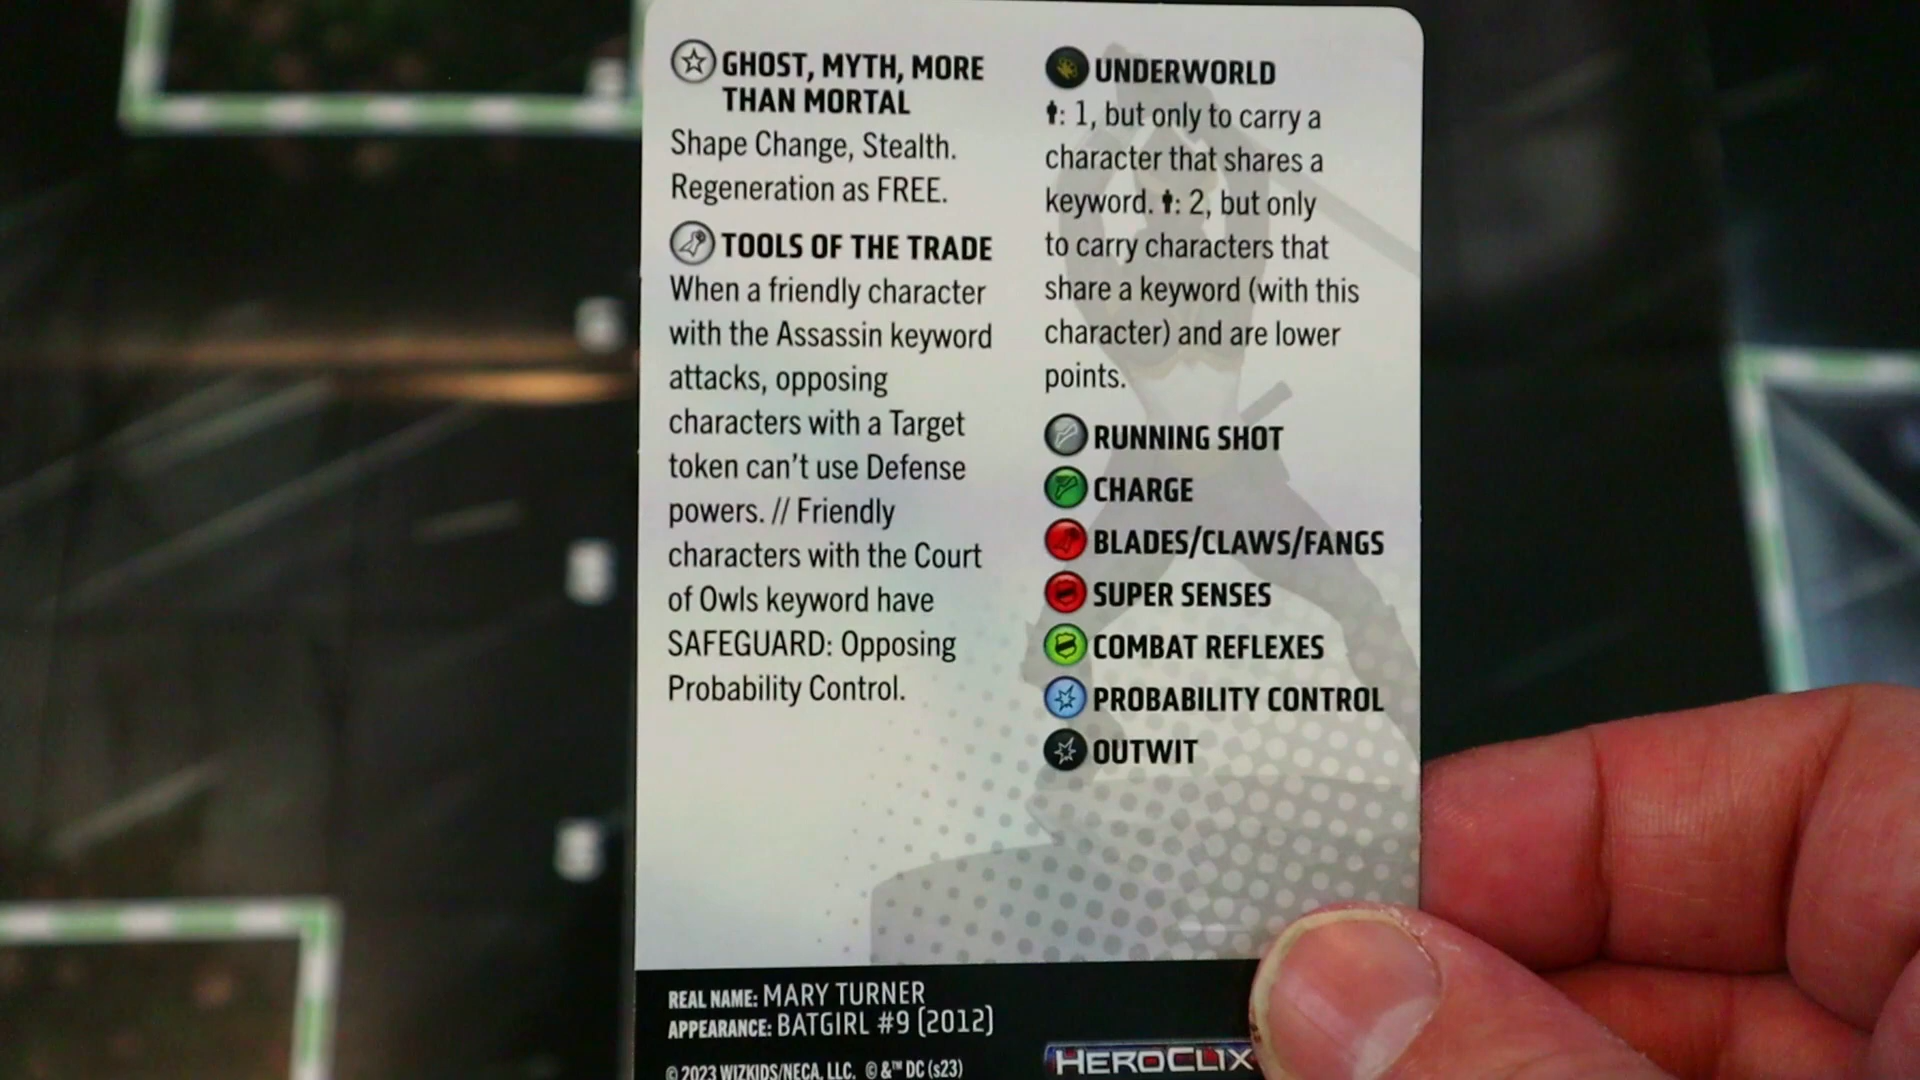 GHOST, MYTH, MORE
THAN MORTAL
Shape Change, Stealth.
Regeneration as FREE.
TOOLS OF THE TRADE
When a friendly character
with the Assassin keyword
attacks, opposing
characters with a Target
token can't use Defense
powers. // Friendly
characters with the Court
of Owls keyword have
SAFEGUARD: Opposing
Probability Control.
UNDERWORLD
: 1, but only to carry a
character that shares a
keyword. : 2, but only
to carry characters that
share a keyword (with this
character) and are lower
points.
RUNNING SHOT
CHARGE
BLADES/CLAWS/FANGS
SUPER SENSES
COMBAT REFLEXES
PROBABILITY CONTROL
OUTWIT
REAL NAME: MARY TURNER
APPEARANCE: BATGIRL #9 (2012)
© 2023 WIZKIDS/NECA, LLC. © &™ DC (s23)
HEROCLIX